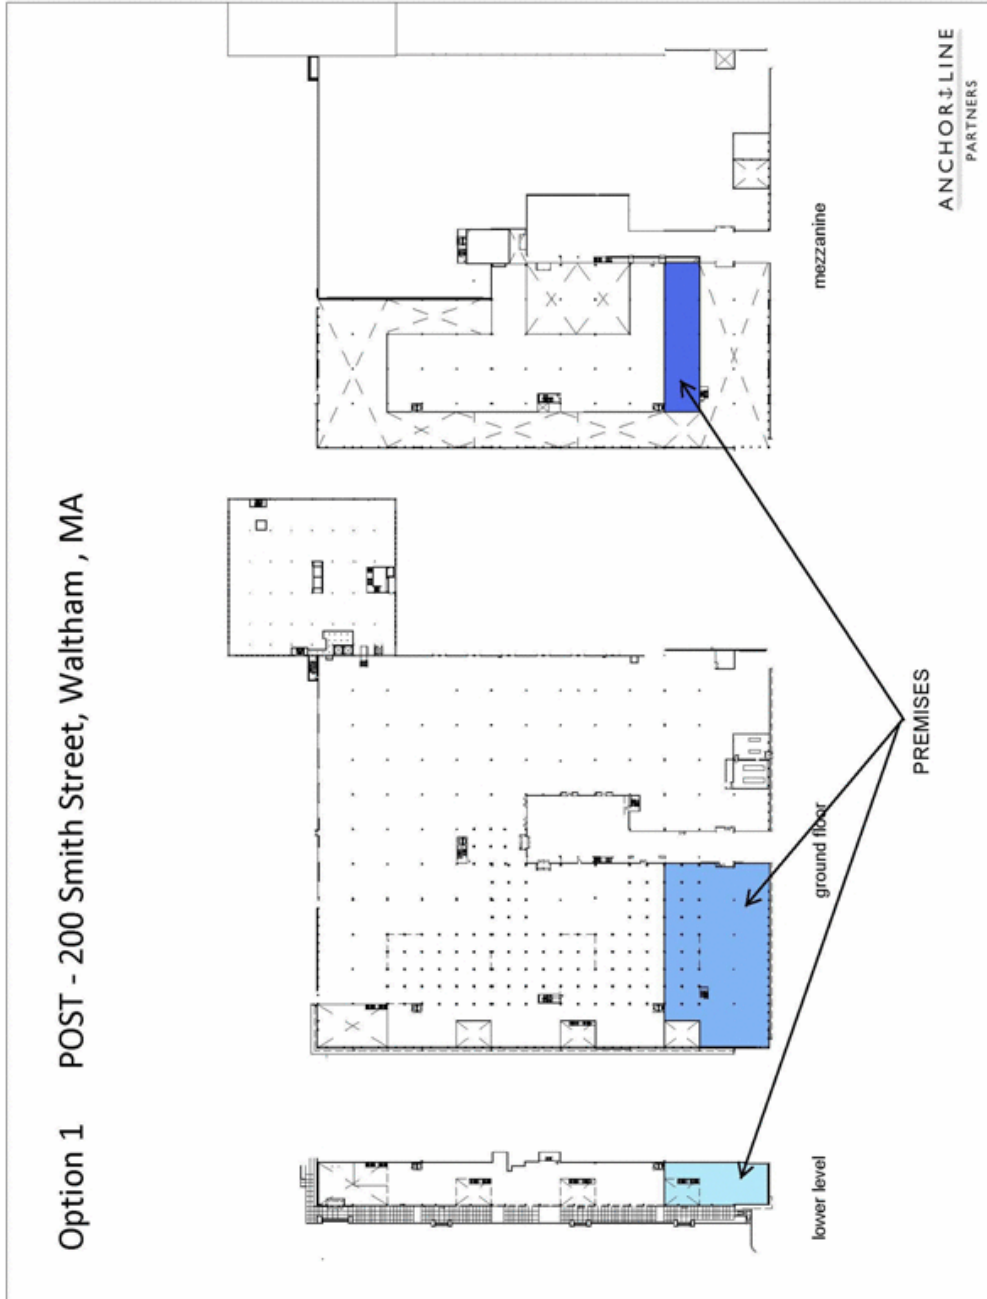 Option 1 POST - 200 Smith Street, Waltham , MA
lower level
ground floor
mezzanine
PREMISES
ANCHOR LINE
PARTNERS